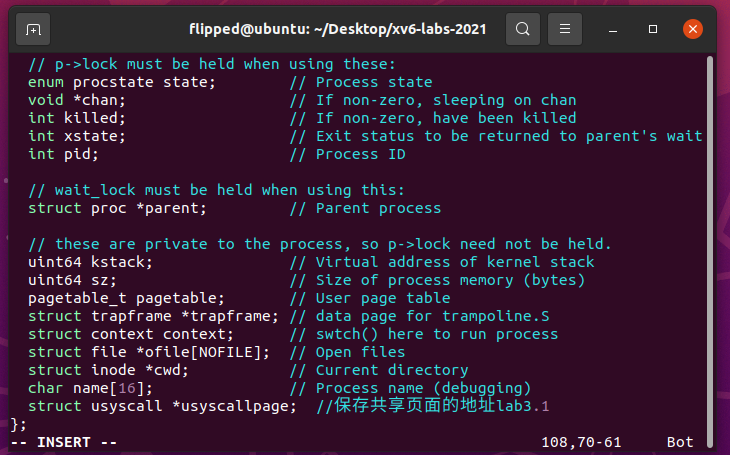 flipped@ubuntu: ~/Desktop/xv6-labs-2021
// p->lock must be held when using these:
enum procstate state;        // Process state
void *chan;                  // If non-zero, sleeping on chan
int killed;                  // If non-zero, have been killed
int xstate;                  // Exit status to be returned to parent's wait
int pid;                     // Process ID
// wait_lock must be held when using this:
struct proc *parent;         // Parent process
// these are private to the process, so p->lock need not be held.
uint64 kstack;               // Virtual address of kernel stack
uint64 sz;                   // Size of process memory (bytes)
pagetable_t pagetable;       // User page table
struct trapframe *trapframe; // data page for trampoline.S
struct context context;      // swtch() here to run process
struct file *ofile[NOFILE];  // Open files
struct inode *cwd;           // Current directory
char name[16];               // Process name (debugging)
struct usyscall *usyscallpage;  //保存共享页面的地址lab3.1
};
-- INSERT --                 108,70-61     Bot